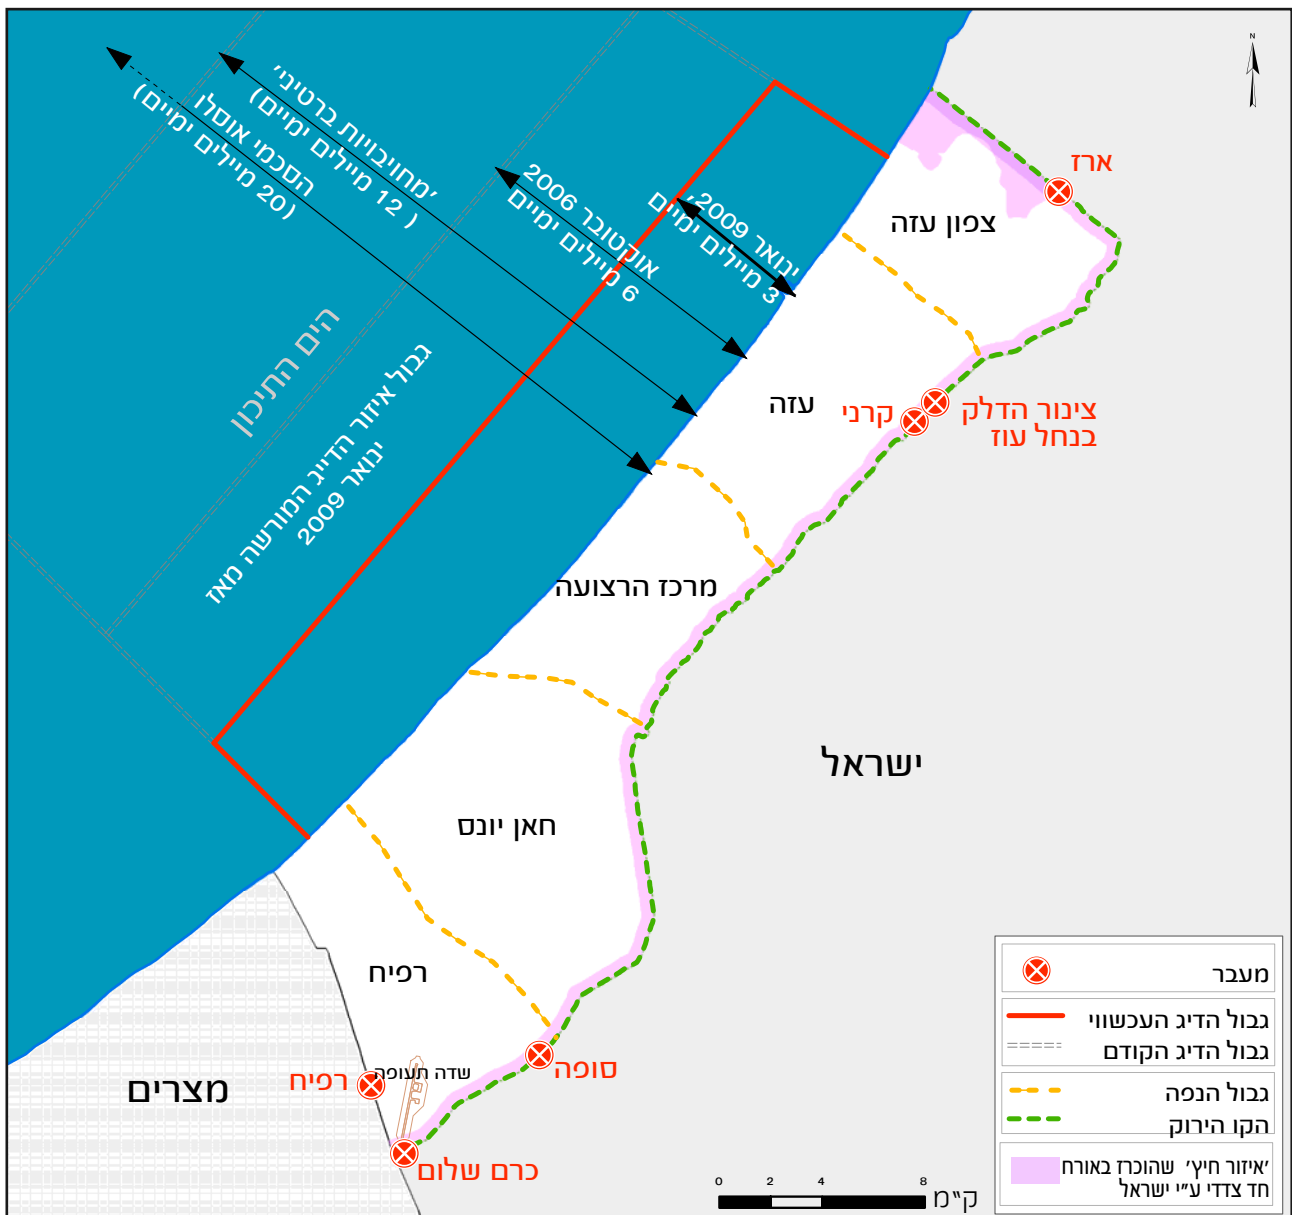 N
'מחויבויות ברטיני'
( 12 מיילים ימיים)
הסכמי אוסלו
(20 מיילים ימיים)
אוקטובר 2006
6 מיילים ימיים
ינואר 2009,
3 מיילים ימיים
הים התיכון
גבול איזור הדייג המורשה מאז
ינואר 2009
ארז
צפון עזה
עזה
קרני
צינור הדלק
בנחל עוז
מרכז הרצועה
ישראל
חאן יונס
רפיח
שדה תעופה
רפיח
סופה
כרם שלום
מצרים
מעבר
גבול הדיג העכשווי
גבול הדיג הקודם
גבול הנפה
הקו הירוק
'איזור חיץ' שהוכרז באורח
חד צדדי ע״י ישראל
0 2 4 8
ק״מ